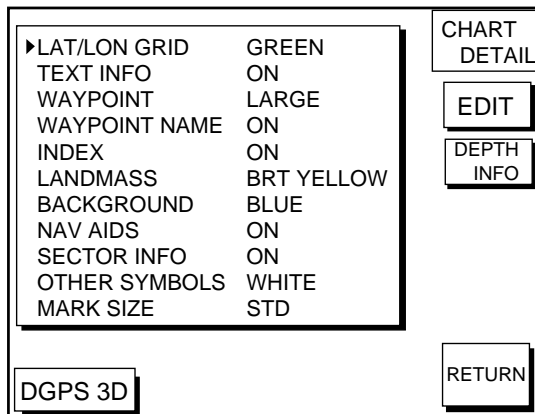 ▶LAT/LON GRID GREEN
TEXT INFO ON
WAYPOINT LARGE
WAYPOINT NAME ON
INDEX ON
LANDMASS BRT YELLOW
BACKGROUND BLUE
NAV AIDS ON
SECTOR INFO ON
OTHER SYMBOLS WHITE
MARK SIZE STD
CHART
DETAIL
EDIT
DEPTH
INFO
RETURN
DGPS 3D